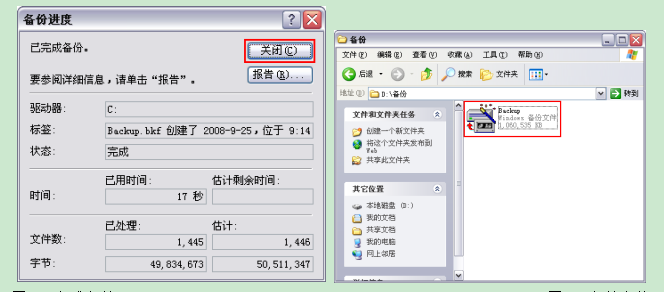 备份进度
已完成备份。
关闭(C)
要参阅详细信息，请单击“报告”。
报告(R)...
驱动器:
C:
标签:
Backup.bkf 创建了 2008-9-25，位于 9:14
状态:
完成
已用时间:
估计剩余时间:
时间:
17 秒
已处理:
估计:
文件数:
1,445
1,446
字节:
49,834,673
50,511,347
备份
文件(F) 编辑(E) 查看(V) 收藏(A) 工具(T) 帮助(H)
后退
搜索
文件夹
地址(D)
D:\备份
转到
文件和文件夹任务
创建一个新文件夹
将这个文件夹发布到
Web
共享此文件夹
其它位置
本地磁盘 (D:)
我的文档
共享文档
我的电脑
网上邻居
Backup
Windows 备份文件
1,060,535 KB